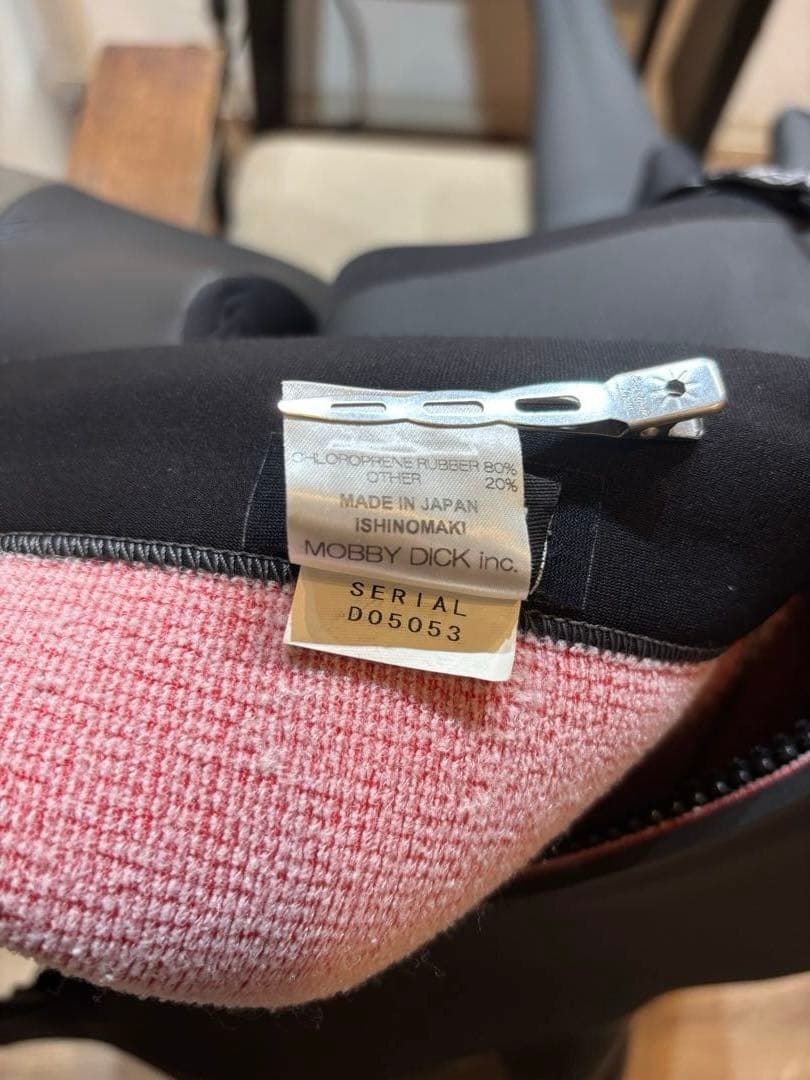 CHLOROPRENE RUBBER 80%
OTHER 20%
MADE IN JAPAN
ISHINOMAKI
MOBBY DICK inc.
SERIAL
D05053